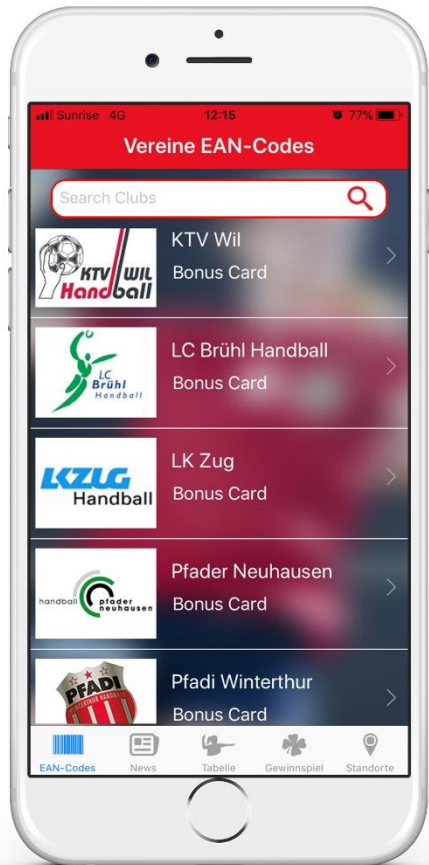 Sunrise 4G 12:15 77%
Vereine EAN-Codes
Search Clubs
KTV WIL
Handball
KTV Wil
Bonus Card
LC
Brühl
Handball
LC Brühl Handball
Bonus Card
LKZUG
Handball
LK Zug
Bonus Card
handball pfader
neuhausen
Pfader Neuhausen
Bonus Card
PFADI
WINTERTHUR HANDBALL
Pfadi Winterthur
Bonus Card
EAN-Codes News Tabelle Gewinnspiel Standorte